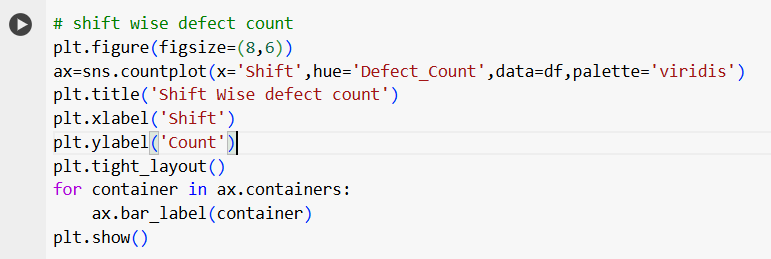 # shift wise defect count
plt.figure(figsize=(8,6))
ax=sns.countplot(x='Shift',hue='Defect_Count',data=df,palette='viridis')
plt.title('Shift Wise defect count')
plt.xlabel('Shift')
plt.ylabel('Count')
plt.tight_layout()
for container in ax.containers:
    ax.bar_label(container)
plt.show()